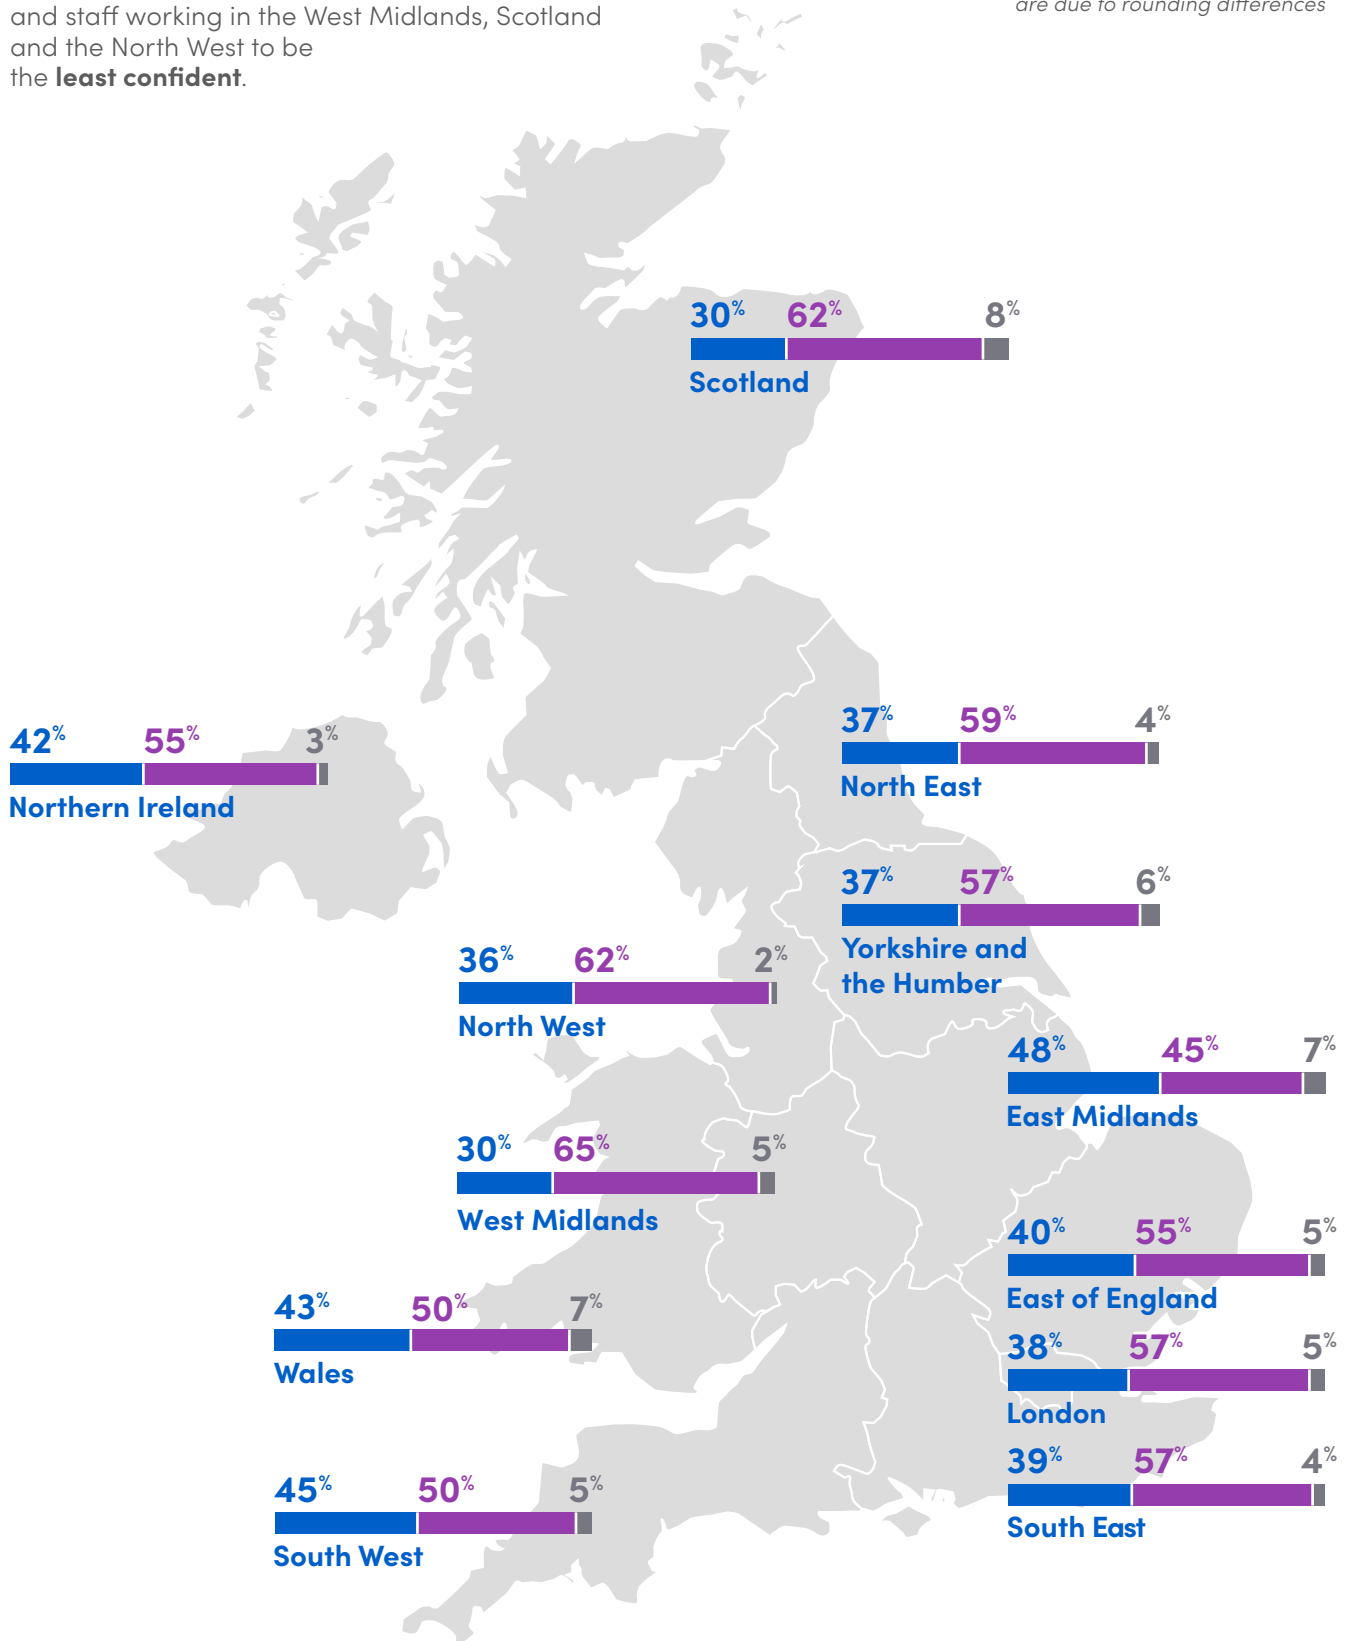 and staff working in the West Midlands, Scotland
and the North West to be
the least confident.
are due to rounding differences
30% 62% 8%
Scotland
37% 59% 4%
North East
42% 55% 3%
Northern Ireland
37% 57% 6%
Yorkshire and
the Humber
36% 62% 2%
North West
48% 45% 7%
East Midlands
30% 65% 5%
West Midlands
40% 55% 5%
East of England
43% 50% 7%
Wales
38% 57% 5%
London
39% 57% 4%
South East
45% 50% 5%
South West